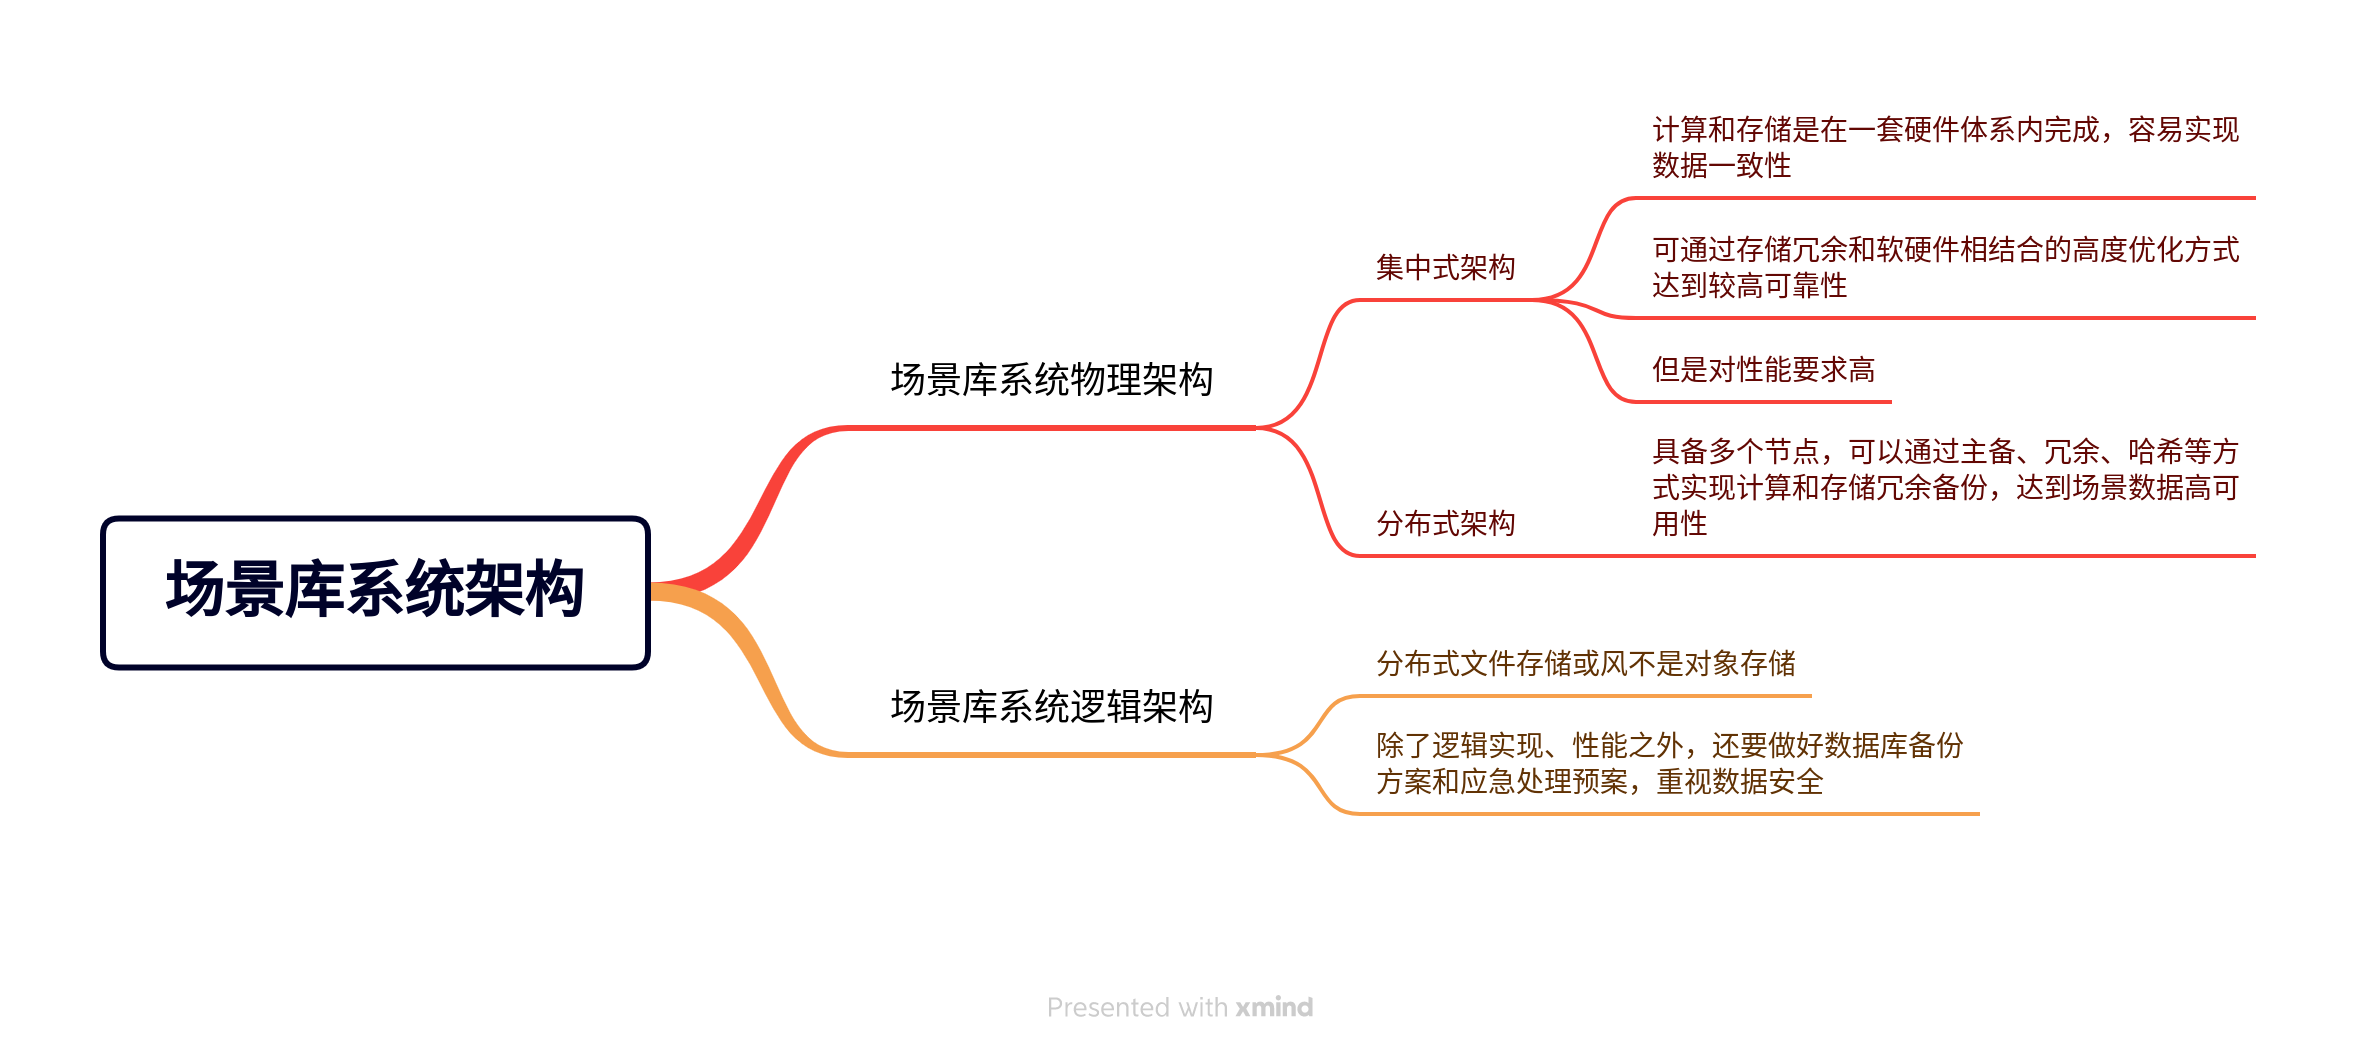 场景库系统架构
场景库系统物理架构
集中式架构
计算和存储是在一套硬件体系内完成，容易实现
数据一致性
可通过存储冗余和软硬件相结合的高度优化方式
达到较高可靠性
但是对性能要求高
分布式架构
具备多个节点，可以通过主备、冗余、哈希等方
式实现计算和存储冗余备份，达到场景数据高可
用性
场景库系统逻辑架构
分布式文件存储或风不是对象存储
除了逻辑实现、性能之外，还要做好数据库备份
方案和应急处理预案，重视数据安全
Presented with xmind